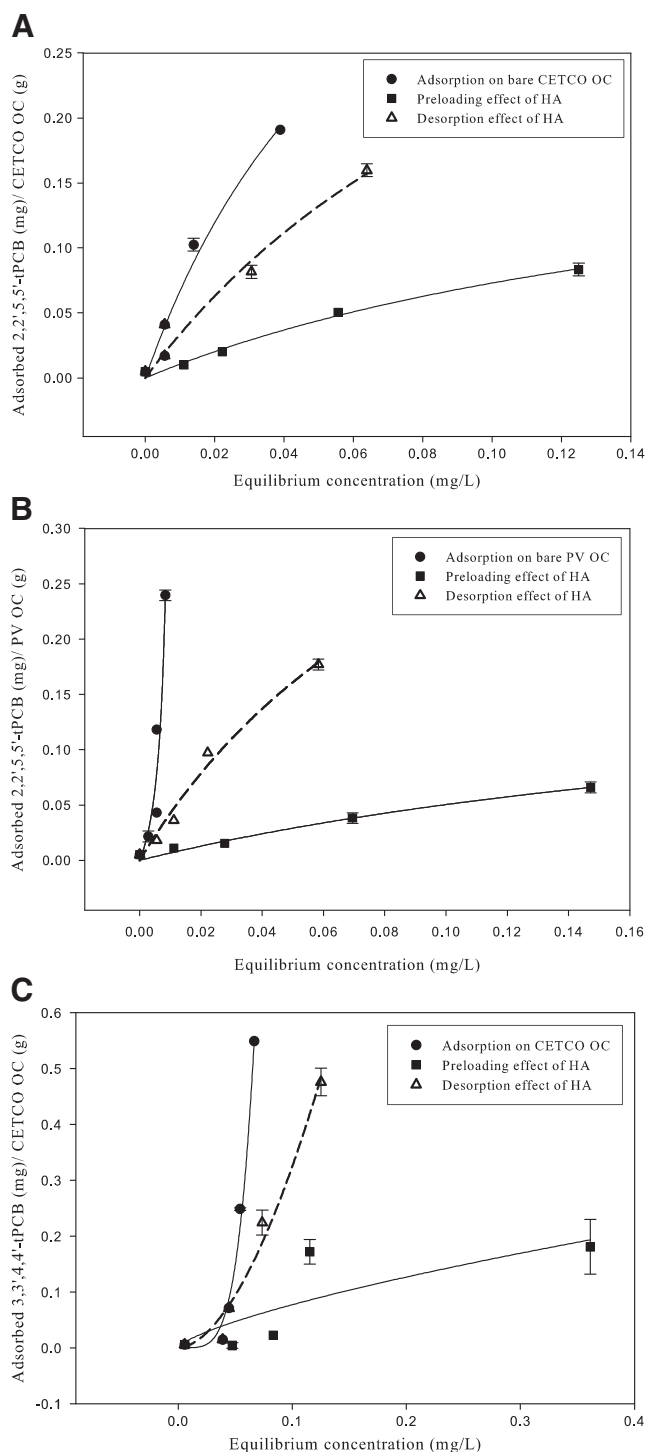 A
Adsorbed 2,2',5,5'-tPCB (mg)/ CETCO OC (g)
0.25
0.20
0.15
0.10
0.05
0.00
Adsorption on bare CETCO OC
Preloading effect of HA
Desorption effect of HA
0.00 0.02 0.04 0.06 0.08 0.10 0.12 0.14
Equilibrium concentration (mg/L)
B
Adsorbed 2,2',5,5'-tPCB (mg)/ PV OC (g)
0.30
0.25
0.20
0.15
0.10
0.05
0.00
Adsorption on bare PV OC
Preloading effect of HA
Desorption effect of HA
0.00 0.02 0.04 0.06 0.08 0.10 0.12 0.14 0.16
Equilibrium concentration (mg/L)
C
Adsorbed 3,3',4,4'-tPCB (mg)/ CETCO OC (g)
0.6
0.5
0.4
0.3
0.2
0.1
0.0
-0.1
Adsorption on CETCO OC
Preloading effect of HA
Desorption effect of HA
0.0 0.1 0.2 0.3 0.4
Equilibrium concentration (mg/L)